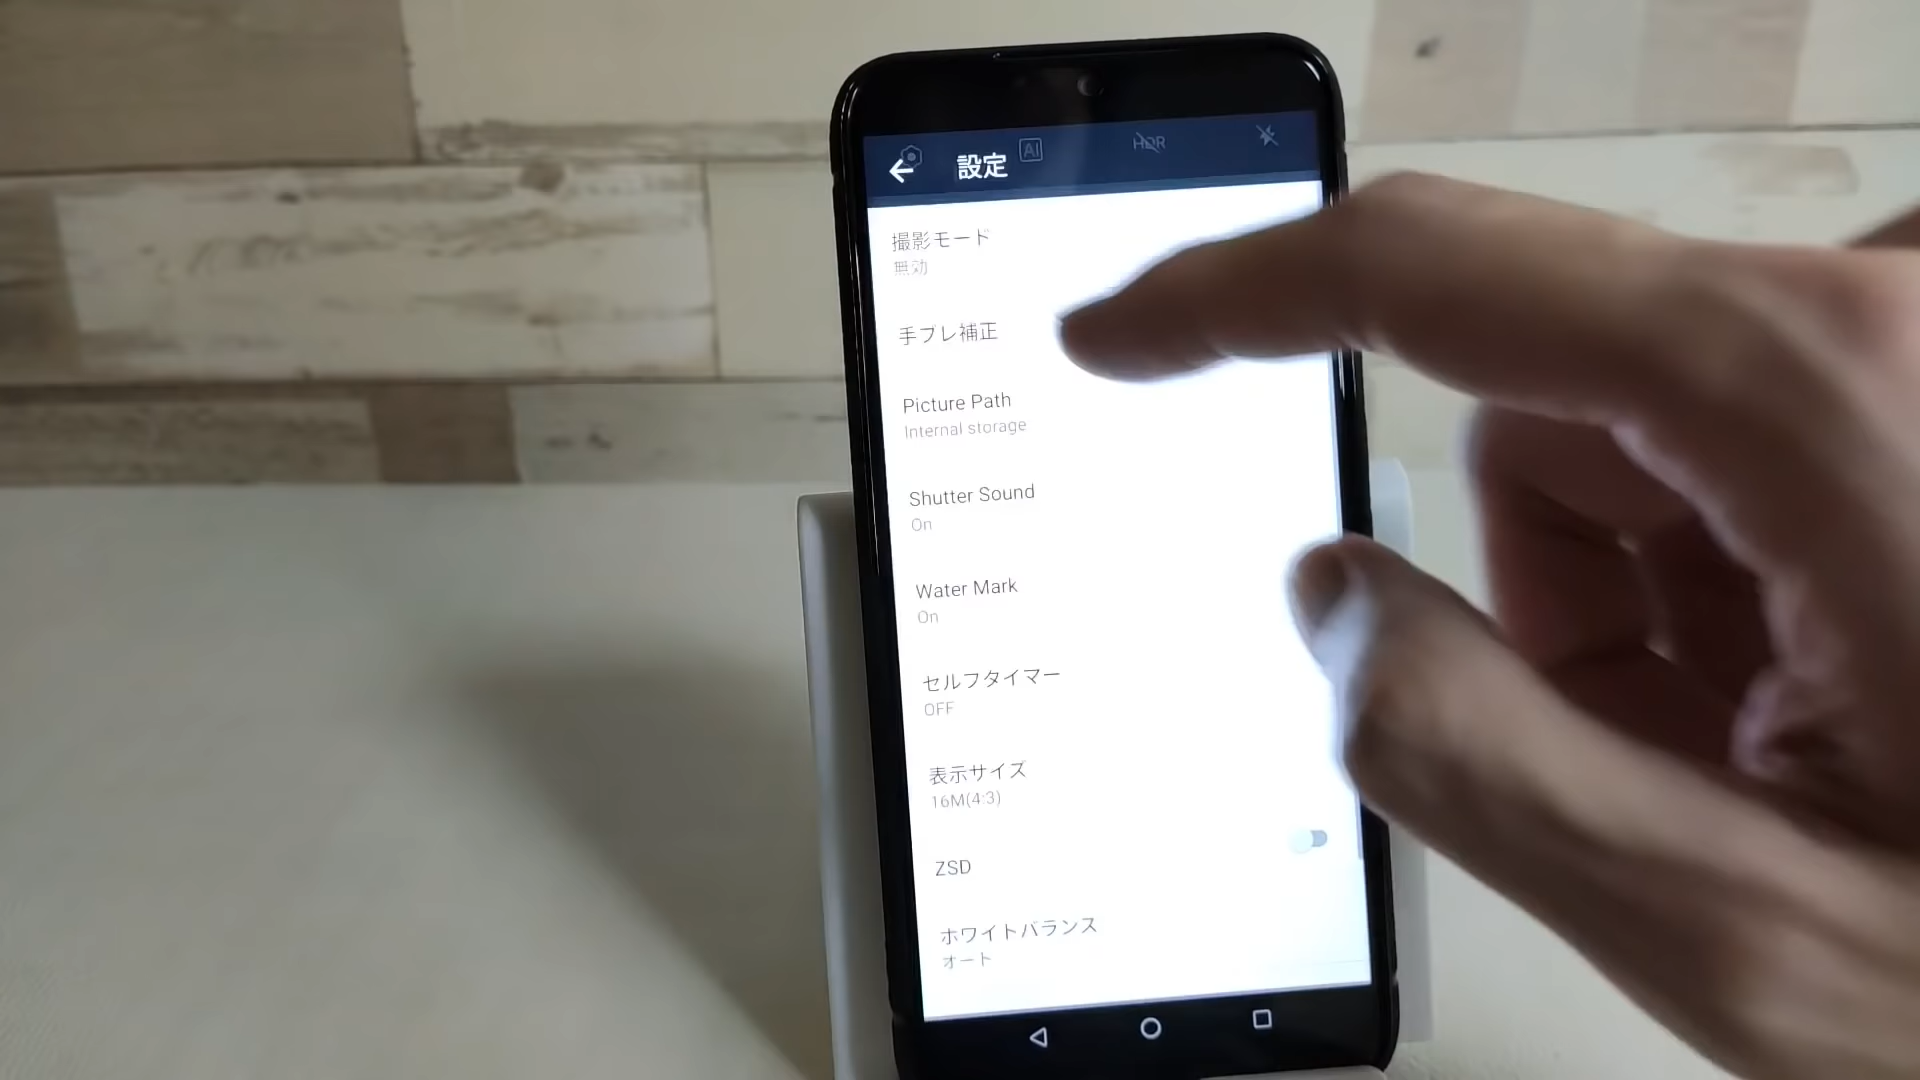 設定
AI
HDR
撮影モード
無効
手ブレ補正
Picture Path
Internal storage
Shutter Sound
On
Water Mark
On
セルフタイマー
OFF
表示サイズ
16M(4:3)
ZSD
ホワイトバランス
オート